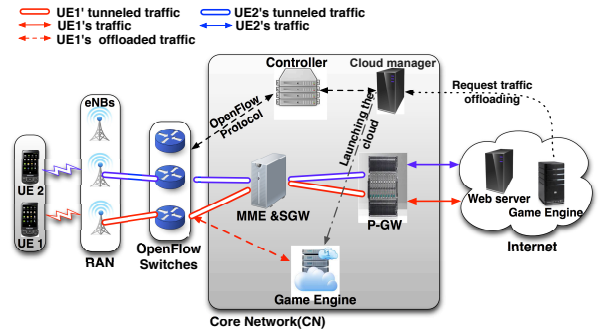 UE1' tunneled traffic
UE2's tunneled traffic
UE1's traffic
UE2's traffic
UE1's offloaded traffic
Controller
Cloud manager
eNBs
OpenFlow
Protocol
Launching the
cloud
Request traffic
offloading
UE 2
UE 1
MME &SGW
P-GW
Web server
Game Engine
Internet
RAN
OpenFlow
Switches
Game Engine
Core Network(CN)